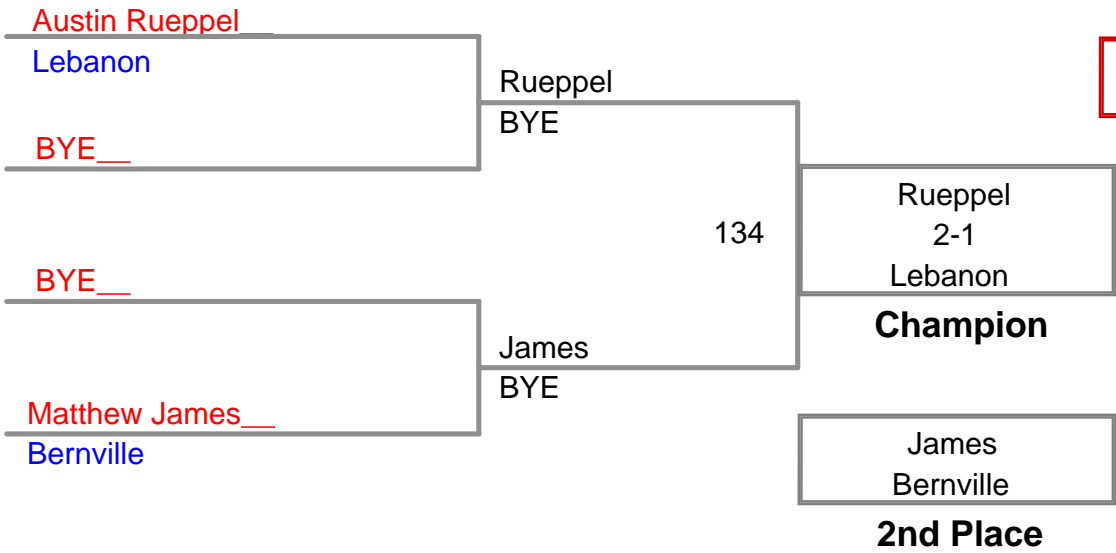 Austin Rueppel__
Lebanon
Rueppel
BYE
BYE__
134
Rueppel
2-1
Lebanon
Champion
BYE__
James
BYE
Matthew James__
Bernville
James
Bernville
2nd Place